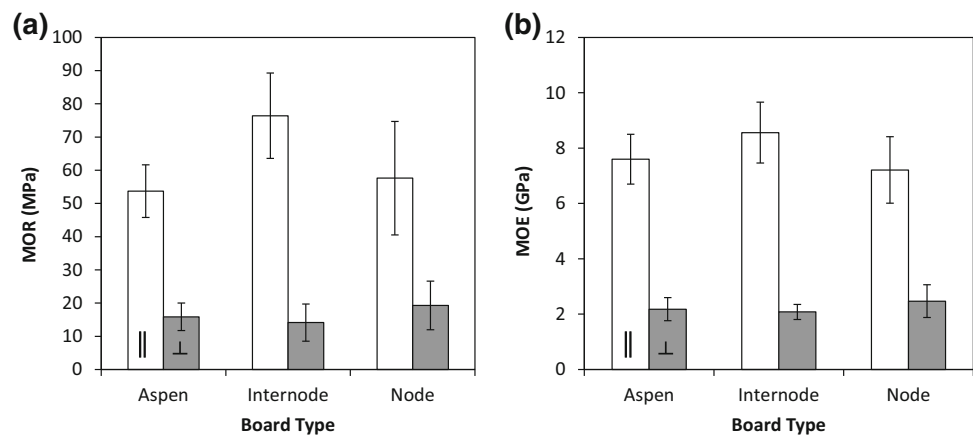 (a)
100
90
80
70
60
50
40
30
20
10
0
MOR (MPa)
|| ⊥
Aspen Internode Node
Board Type
(b)
12
10
8
6
4
2
0
MOE (GPa)
|| ⊥
Aspen Internode Node
Board Type